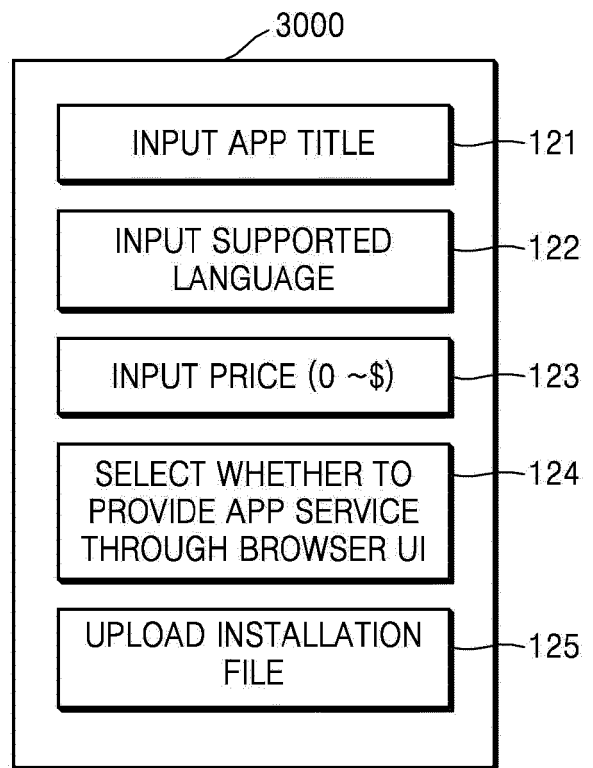 3000
INPUT APP TITLE
121
INPUT SUPPORTED
LANGUAGE
122
INPUT PRICE (0 ~$)
123
SELECT WHETHER TO
PROVIDE APP SERVICE
THROUGH BROWSER UI
124
UPLOAD INSTALLATION
FILE
125